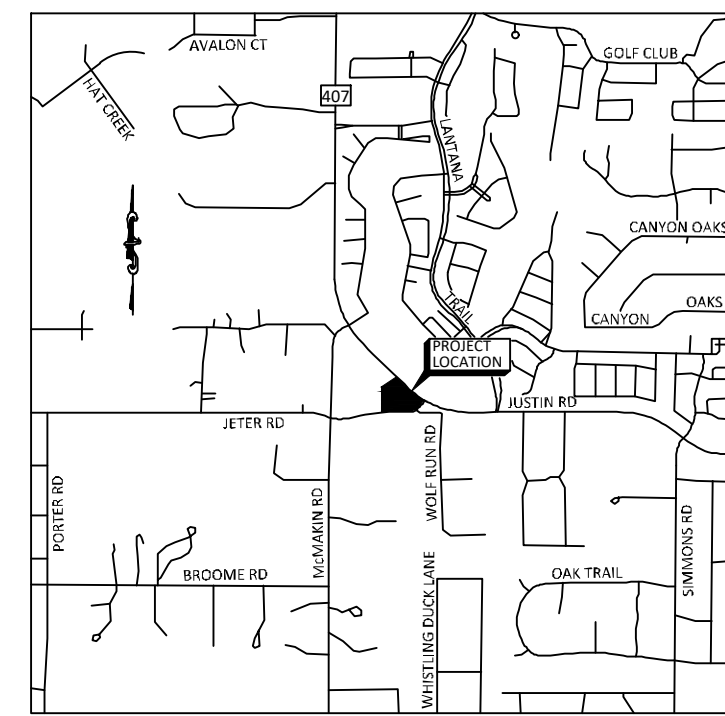 AVALON CT
GOLF CLUB
HAT CREEK
407
LANTANA
CANYON OAKS
OAKS
TRAIL
CANYON
PROJECT
LOCATION
JUSTIN RD
JETER RD
WOLF RUN RD
PORTER RD
McMAKIN RD
SIMMONS RD
BROOME RD
OAK TRAIL
WHISTLING DUCK LANE